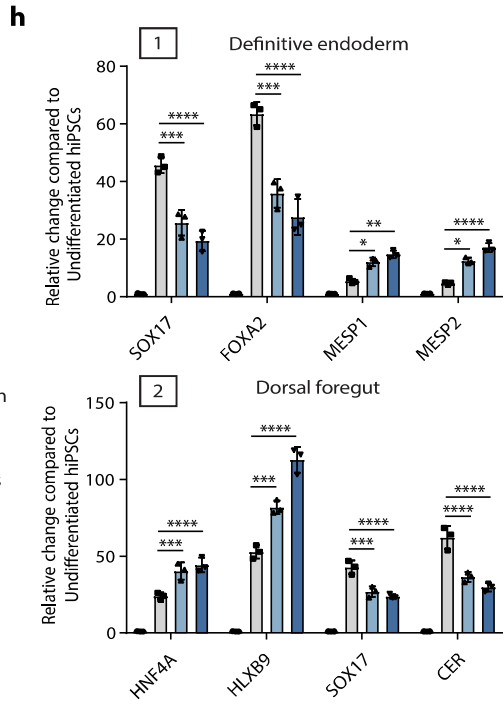 h
1
Definitive endoderm
Relative change compared to
Undifferentiated hiPSCs
80
60
40
20
0
***
****
***
****
*
**
*
****
SOX17
FOXA2
MESP1
MESP2
n
s
2
Dorsal foregut
Relative change compared to
Undifferentiated hiPSCs
150
100
50
0
***
****
***
****
***
****
****
****
HNF4A
HLXB9
SOX17
CER